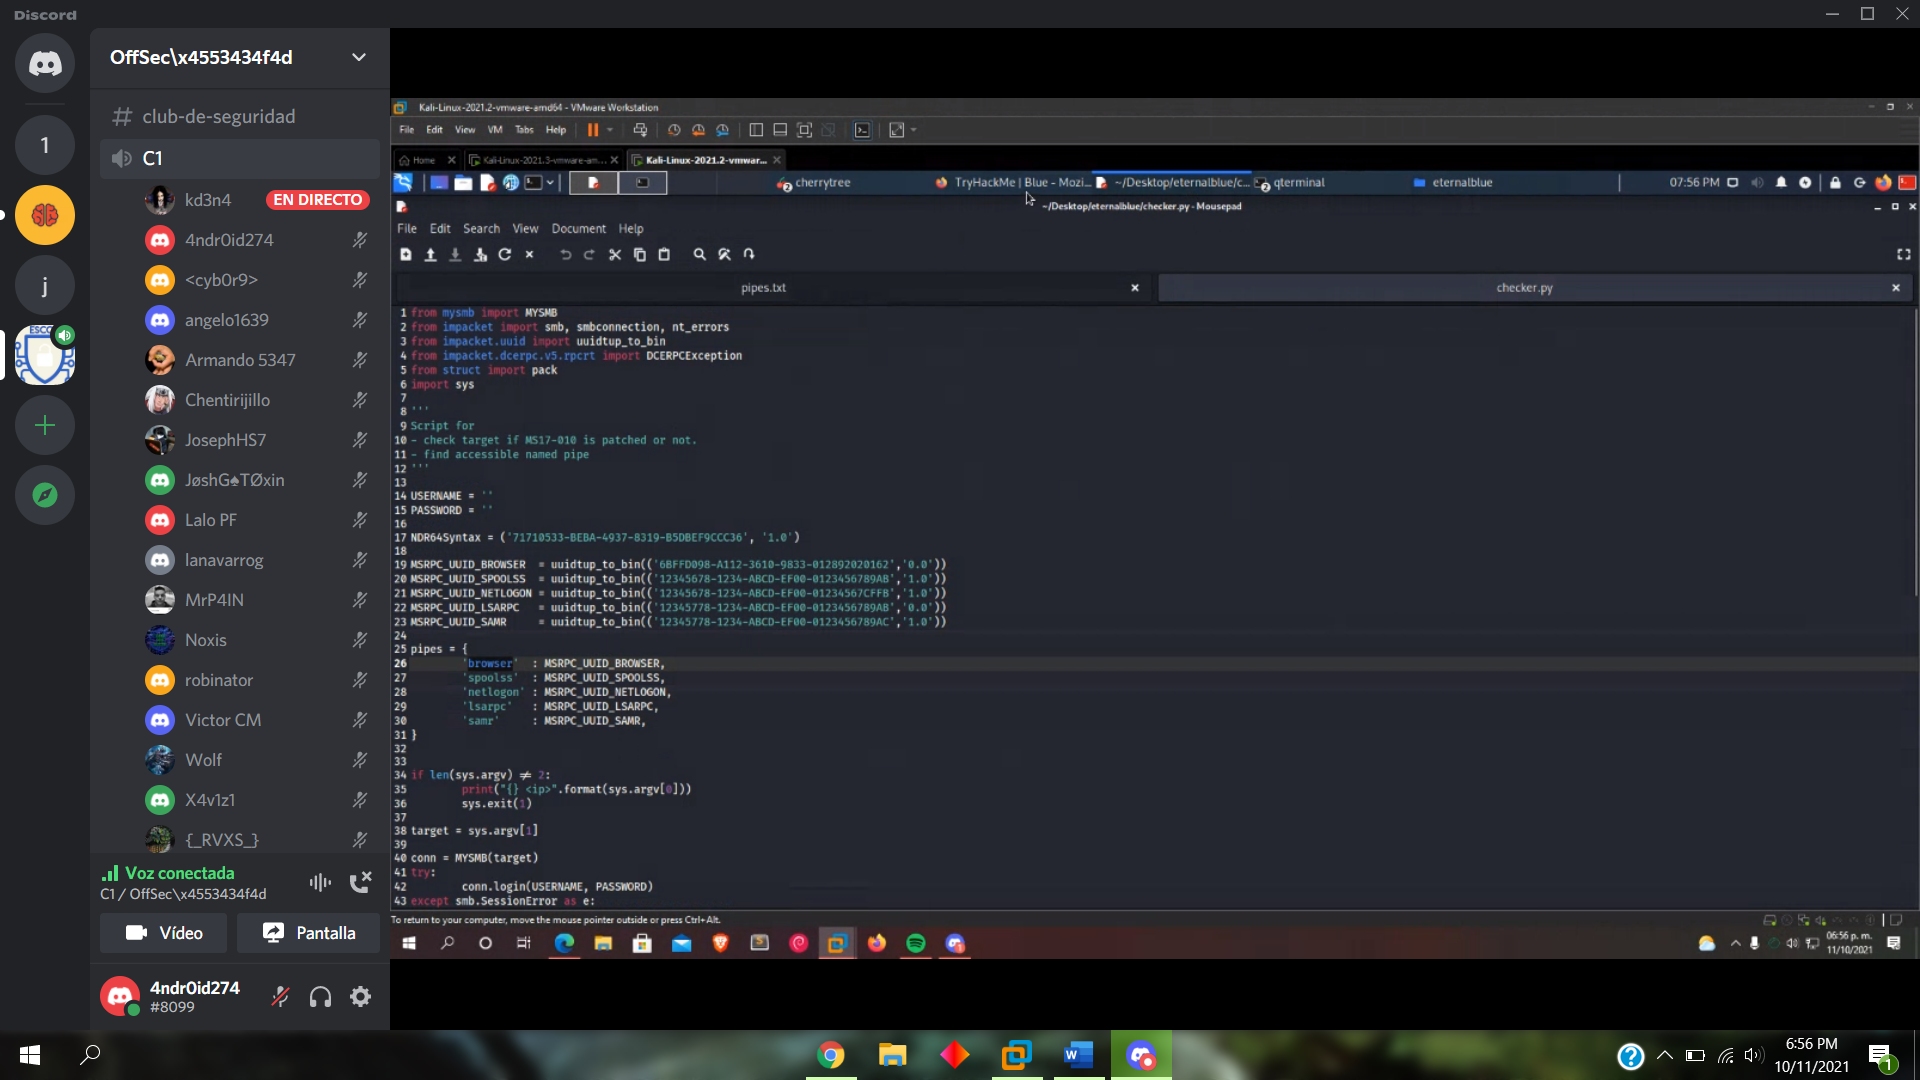 Discord
OffSec\x4553434f4d
# club-de-seguridad
C1
1
j
ESCO
kd3n4 EN DIRECTO
4ndr0id274
<cyb0r9>
angelo1639
Armando 5347
Chentirijillo
JosephHS7
JøshG♠TØxin
Lalo PF
lanavarrog
MrP4IN
Noxis
robinator
Victor CM
Wolf
X4v1z1
{_RVXS_}
Voz conectada
C1 / OffSec\x4553434f4d
Vídeo Pantalla
4ndr0id274
#8099
Kali-Linux-2021.2-vmware-amd64 - VMware Workstation
File Edit View VM Tabs Help
Home Kali-Linux-2021.3-vmware-am... Kali-Linux-2021.2-vmwar...
2 cherrytree TryHackMe | Blue - Mozi... ~/Desktop/eternalblue/c... 2 qterminal eternalblue 07:56 PM
~/Desktop/eternalblue/checker.py - Mousepad
File Edit Search View Document Help
pipes.txt checker.py
1 from mysmb import MYSMB
2 from impacket import smb, smbconnection, nt_errors
3 from impacket.uuid import uuidtup_to_bin
4 from impacket.dcerpc.v5.rpcrt import DCERPCException
5 from struct import pack
6 import sys
7
8 '''
9 Script for
10 - check target if MS17-010 is patched or not.
11 - find accessible named pipe
12 '''
13
14 USERNAME = ''
15 PASSWORD = ''
16
17 NDR64Syntax = ('71710533-BEBA-4937-8319-B5DBEF9CCC36', '1.0')
18
19 MSRPC_UUID_BROWSER = uuidtup_to_bin(('6BFFD098-A112-3610-9833-012892020162','0.0'))
20 MSRPC_UUID_SPOOLSS = uuidtup_to_bin(('12345678-1234-ABCD-EF00-0123456789AB','1.0'))
21 MSRPC_UUID_NETLOGON = uuidtup_to_bin(('12345678-1234-ABCD-EF00-01234567CFFB','1.0'))
22 MSRPC_UUID_LSARPC = uuidtup_to_bin(('12345778-1234-ABCD-EF00-0123456789AB','0.0'))
23 MSRPC_UUID_SAMR = uuidtup_to_bin(('12345778-1234-ABCD-EF00-0123456789AC','1.0'))
24
25 pipes = {
26 'browser' : MSRPC_UUID_BROWSER,
27 'spoolss' : MSRPC_UUID_SPOOLSS,
28 'netlogon' : MSRPC_UUID_NETLOGON,
29 'lsarpc' : MSRPC_UUID_LSARPC,
30 'samr' : MSRPC_UUID_SAMR,
31 }
32
33
34 if len(sys.argv) ≠ 2:
35 print("{} <ip>".format(sys.argv[0]))
36 sys.exit(1)
37
38 target = sys.argv[1]
39
40 conn = MYSMB(target)
41 try:
42 conn.login(USERNAME, PASSWORD)
43 except smb.SessionError as e:
To return to your computer, move the mouse pointer outside or press Ctrl+Alt.
06:56 p. m.
11/10/2021
6:56 PM
10/11/2021
1